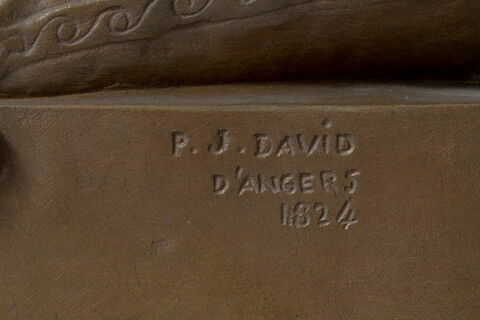 P. J. DAViD
D'ANGERS
1824